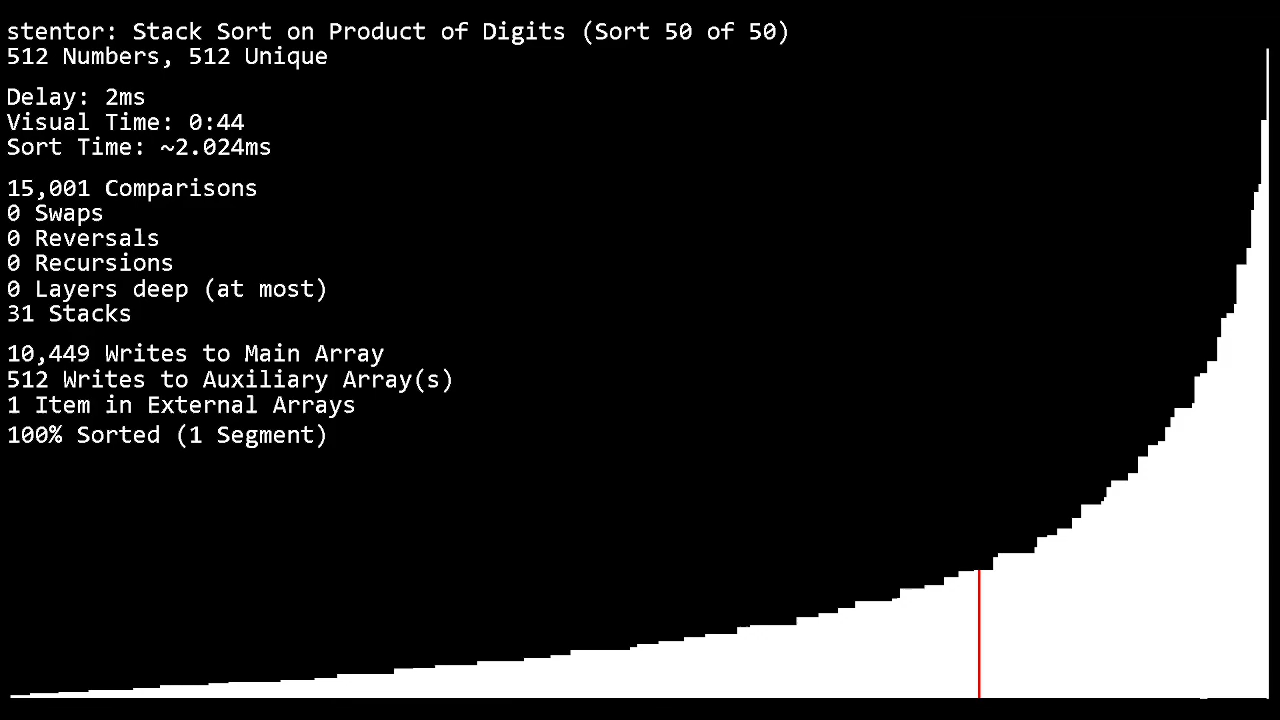 stentor: Stack Sort on Product of Digits (Sort 50 of 50)
512 Numbers, 512 Unique
Delay: 2ms
Visual Time: 0:44
Sort Time: ~2.024ms
15,001 Comparisons
0 Swaps
0 Reversals
0 Recursions
0 Layers deep (at most)
31 Stacks
10,449 Writes to Main Array
512 Writes to Auxiliary Array(s)
1 Item in External Arrays
100% Sorted (1 Segment)